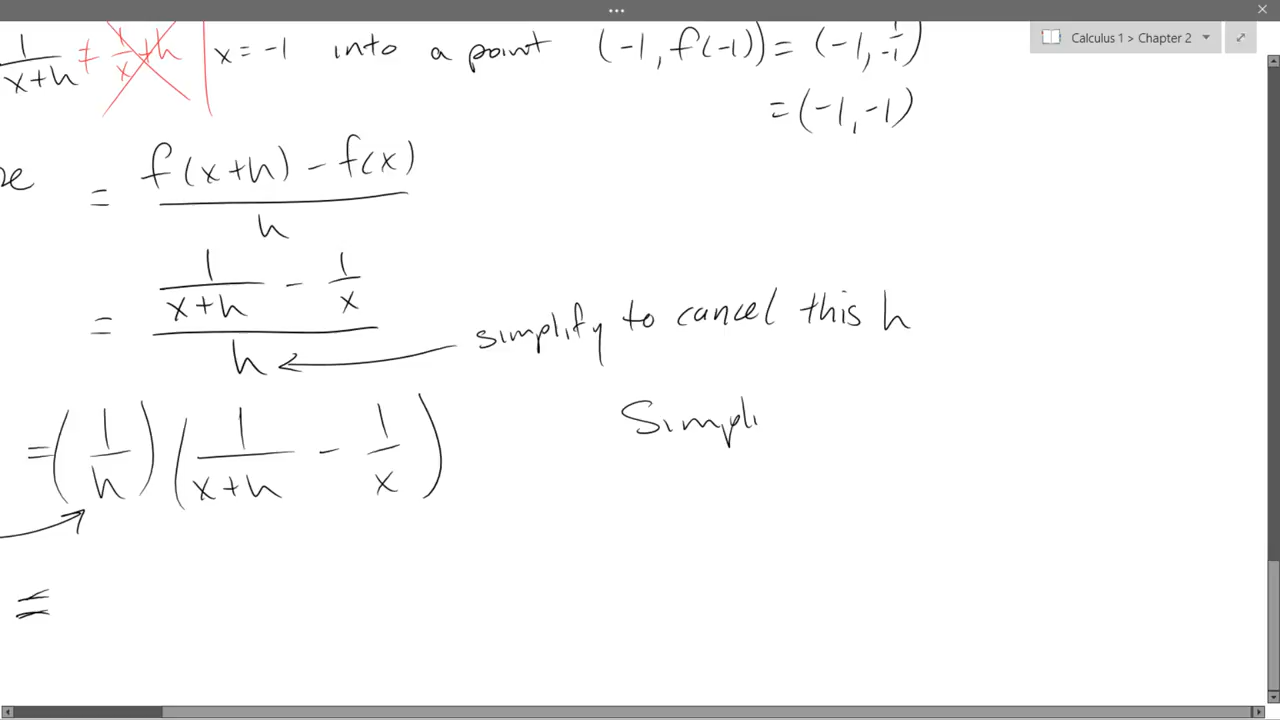 Calculus 1 > Chapter 2
1/(x+h) ≠ 1/x + h | x = -1 into a point (-1, f(-1)) = (-1, 1/-1)
= (-1, -1)
= (f(x+h) - f(x))/h
= (1/(x+h) - 1/x)/h
simplify to cancel this h
= (1/h)(1/(x+h) - 1/x)
Simpli
=